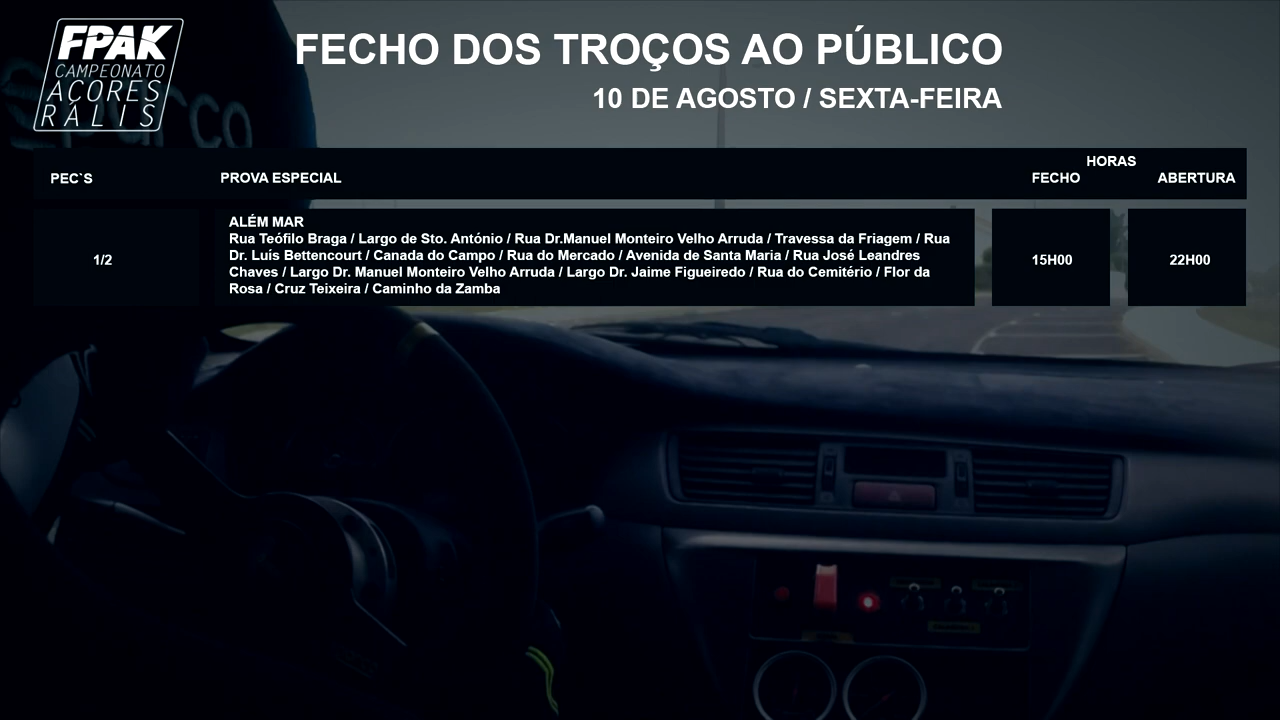 FPAK
CAMPEONATO
AÇORES
RALIS
FECHO DOS TROÇOS AO PÚBLICO
10 DE AGOSTO / SEXTA-FEIRA
PEC`S
PROVA ESPECIAL
HORAS
FECHO
ABERTURA
1/2
ALÉM MAR
Rua Teófilo Braga / Largo de Sto. António / Rua Dr.Manuel Monteiro Velho Arruda / Travessa da Friagem / Rua
Dr. Luís Bettencourt / Canada do Campo / Rua do Mercado / Avenida de Santa Maria / Rua José Leandres
Chaves / Largo Dr. Manuel Monteiro Velho Arruda / Largo Dr. Jaime Figueiredo / Rua do Cemitério / Flor da
Rosa / Cruz Teixeira / Caminho da Zamba
15H00
22H00